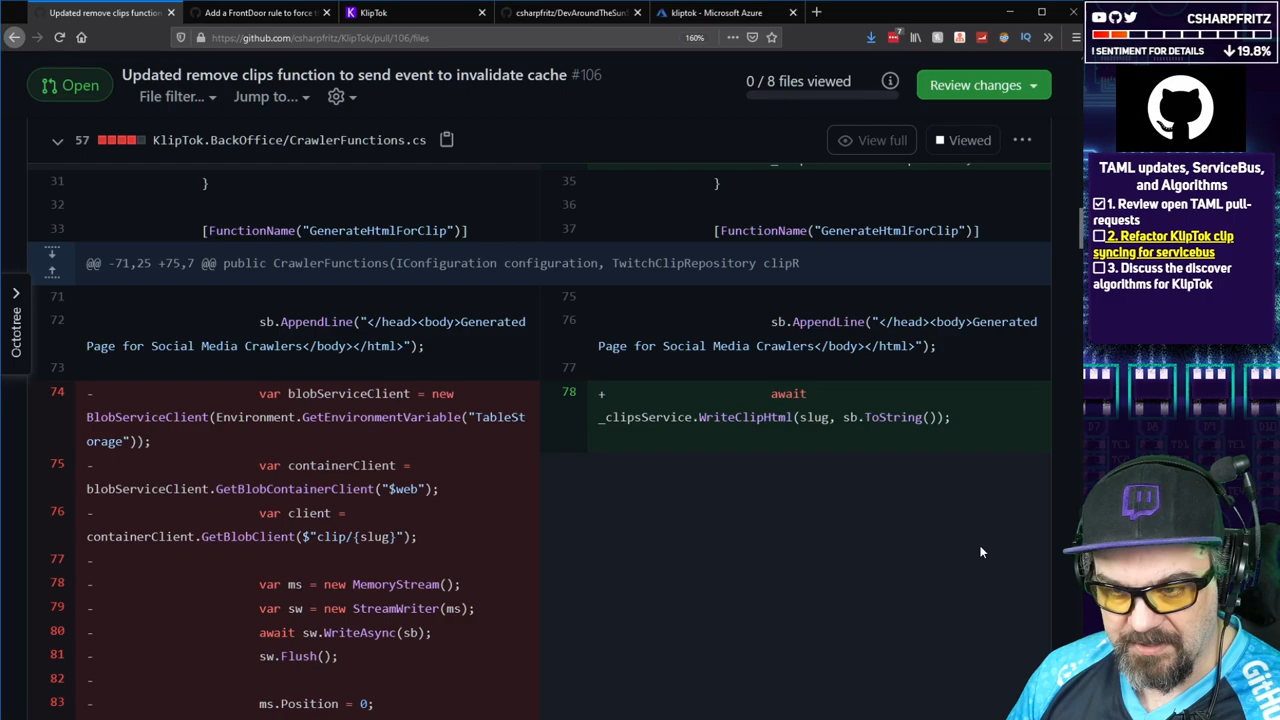 Updated remove clips function
Add a FrontDoor rule to force t
KlipTok
csharpfritz/DevAroundTheSun
kliptok - Microsoft Azure
https://github.com/csharpfritz/KlipTok/pull/106/files
160%
7
IQ
CSHARPFRITZ
! SENTIMENT FOR DETAILS
19.8%
Open
Updated remove clips function to send event to invalidate cache #106
File filter... Jump to...
0 / 8 files viewed
Review changes
57 KlipTok.BackOffice/CrawlerFunctions.cs
View full
Viewed
31 }
35 }
32
36
33 [FunctionName("GenerateHtmlForClip")]
37 [FunctionName("GenerateHtmlForClip")]
@@ -71,25 +75,7 @@ public CrawlerFunctions(IConfiguration configuration, TwitchClipRepository clipR
71
75
72 sb.AppendLine("</head><body>Generated
Page for Social Media Crawlers</body></html>");
76 sb.AppendLine("</head><body>Generated
Page for Social Media Crawlers</body></html>");
73
77
74 - var blobServiceClient = new
BlobServiceClient(Environment.GetEnvironmentVariable("TableSt
orage"));
75 - var containerClient =
blobServiceClient.GetBlobContainerClient("$web");
76 - var client =
containerClient.GetBlobClient($"clip/{slug}");
77 -
78 - var ms = new MemoryStream();
79 - var sw = new StreamWriter(ms);
80 - await sw.WriteAsync(sb);
81 - sw.Flush();
82 -
83 - ms.Position = 0;
78 + await
_clipsService.WriteClipHtml(slug, sb.ToString());
Octotree
TAML updates, ServiceBus,
and Algorithms
1. Review open TAML pull-
requests
2. Refactor KlipTok clip
syncing for servicebus
3. Discuss the discover
algorithms for KlipTok
D7
D8
D9
D10